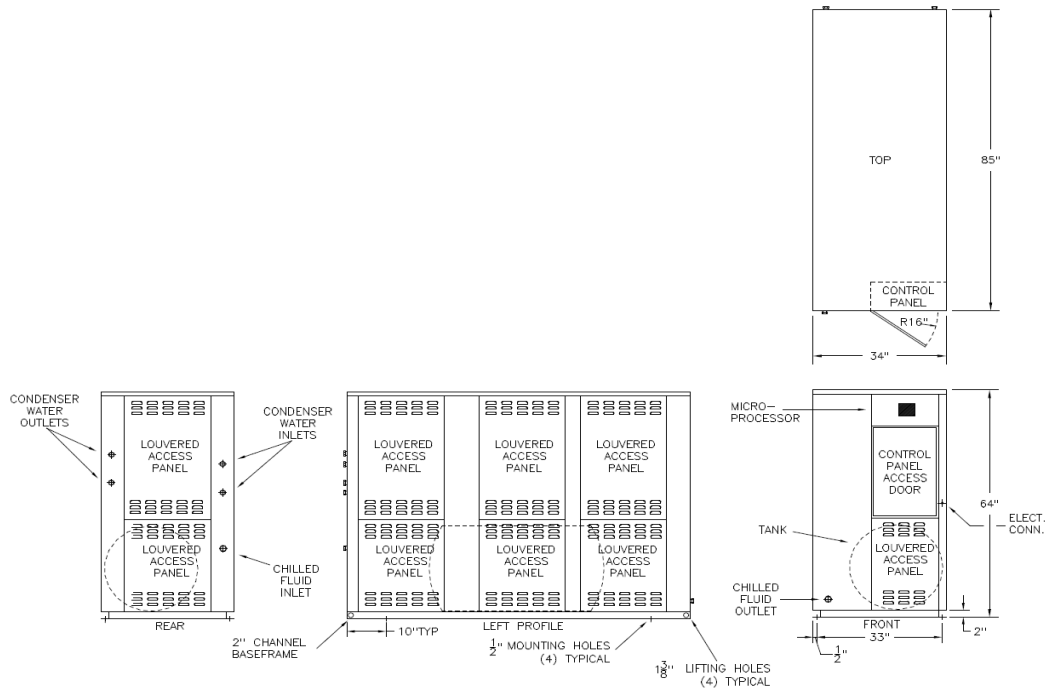 TOP
85"
CONTROL
PANEL
R16"
34"
CONDENSER
WATER
OUTLETS
LOUVERED
ACCESS
PANEL
CONDENSER
WATER
INLETS
LOUVERED
ACCESS
PANEL
CHILLED
FLUID
INLET
REAR
LOUVERED
ACCESS
PANEL
LOUVERED
ACCESS
PANEL
LOUVERED
ACCESS
PANEL
LOUVERED
ACCESS
PANEL
LOUVERED
ACCESS
PANEL
LOUVERED
ACCESS
PANEL
2" CHANNEL
BASEFRAME
10"TYP
LEFT PROFILE
1/2" MOUNTING HOLES
(4) TYPICAL
1 3/8" LIFTING HOLES
(4) TYPICAL
MICRO-
PROCESSOR
CONTROL
PANEL
ACCESS
DOOR
64"
ELECT.
CONN.
TANK
LOUVERED
ACCESS
PANEL
CHILLED
FLUID
OUTLET
FRONT
33"
2"
1/2"